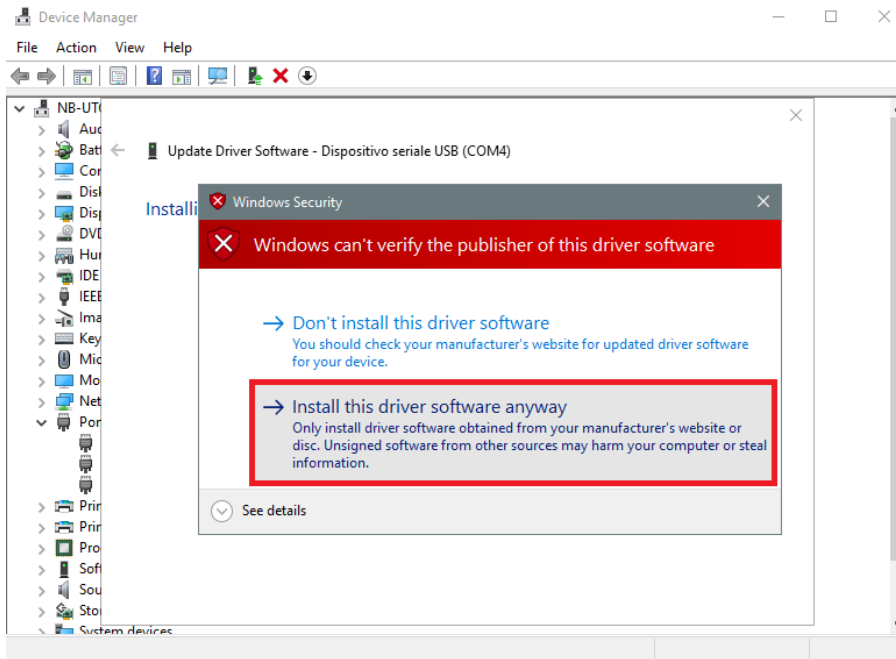 Device Manager
File Action View Help
NB-UT
Update Driver Software - Dispositivo seriale USB (COM4)
Installi
Windows Security
Windows can't verify the publisher of this driver software
Don't install this driver software
You should check your manufacturer's website for updated driver software
for your device.
Install this driver software anyway
Only install driver software obtained from your manufacturer's website or
disc. Unsigned software from other sources may harm your computer or steal
information.
See details
Aud
Batt
Cor
Disk
Disp
DVD
Hur
IDE
IEEE
Ima
Key
Mic
Mo
Net
Por
Prin
Prin
Pro
Soft
Sou
Stor
System devices